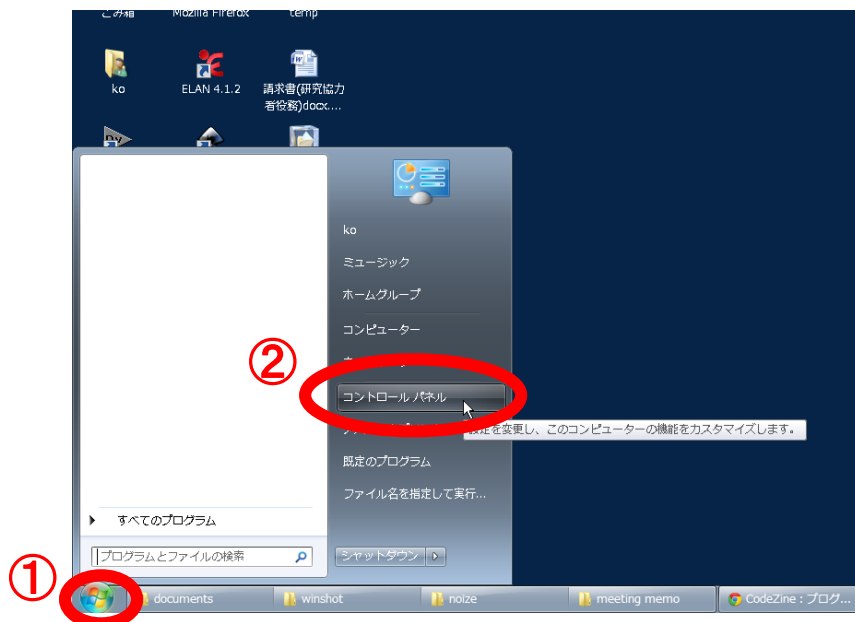 ごみ箱
Mozilla Firefox
temp
ko
ELAN 4.1.2
請求書(研究協力
者役務)docx....
ko
ミュージック
ホームグループ
コンピューター
②
コントロール パネル
設定を変更し、このコンピューターの機能をカスタマイズします。
既定のプログラム
ファイル名を指定して実行...
すべてのプログラム
プログラムとファイルの検索
シャットダウン
①
documents
winshot
noize
meeting memo
CodeZine : プログ...